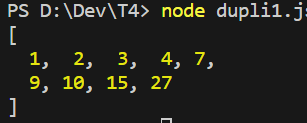 PS D:\Dev\T4> node dupli1.js
[
1, 2, 3, 4, 7,
9, 10, 15, 27
]